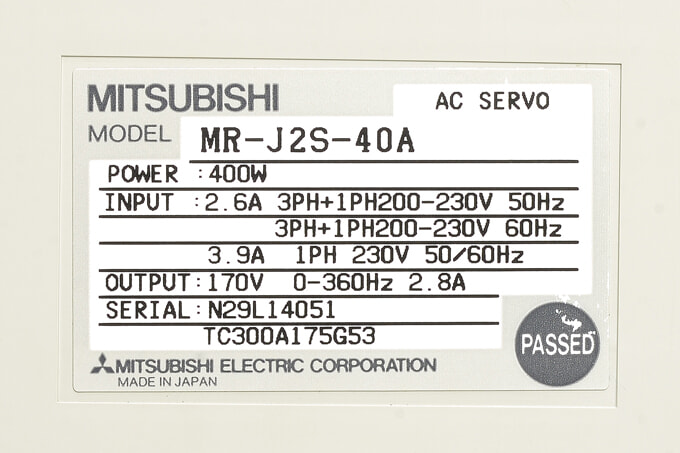 MITSUBISHI
AC SERVO
MODEL MR-J2S-40A
POWER :400W
INPUT :2.6A 3PH+1PH200-230V 50Hz
3PH+1PH200-230V 60Hz
3.9A 1PH 230V 50/60Hz
OUTPUT:170V 0-360Hz 2.8A
SERIAL:N29L14051
TC300A175G53
PASSED
MITSUBISHI ELECTRIC CORPORATION
MADE IN JAPAN